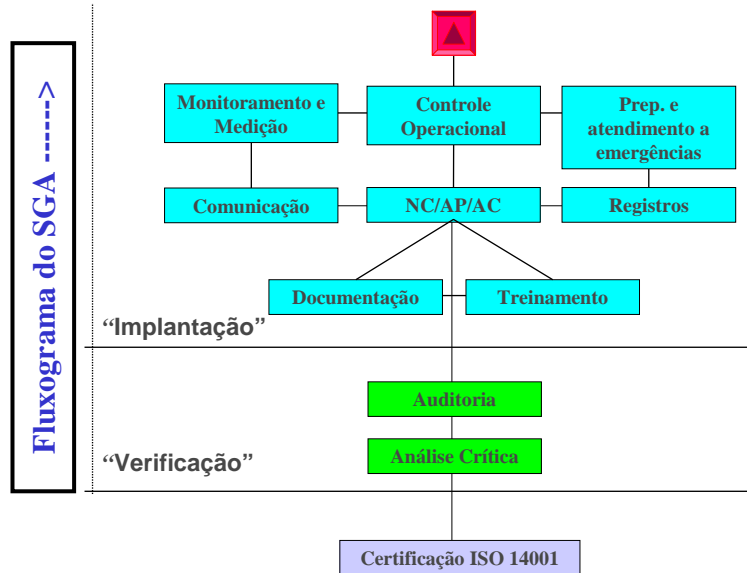 Fluxograma do SGA ------>
Monitoramento e
Medição
Controle
Operacional
Prep. e
atendimento a
emergências
Comunicação
NC/AP/AC
Registros
Documentação
Treinamento
“Implantação”
Auditoria
Análise Crítica
“Verificação”
Certificação ISO 14001